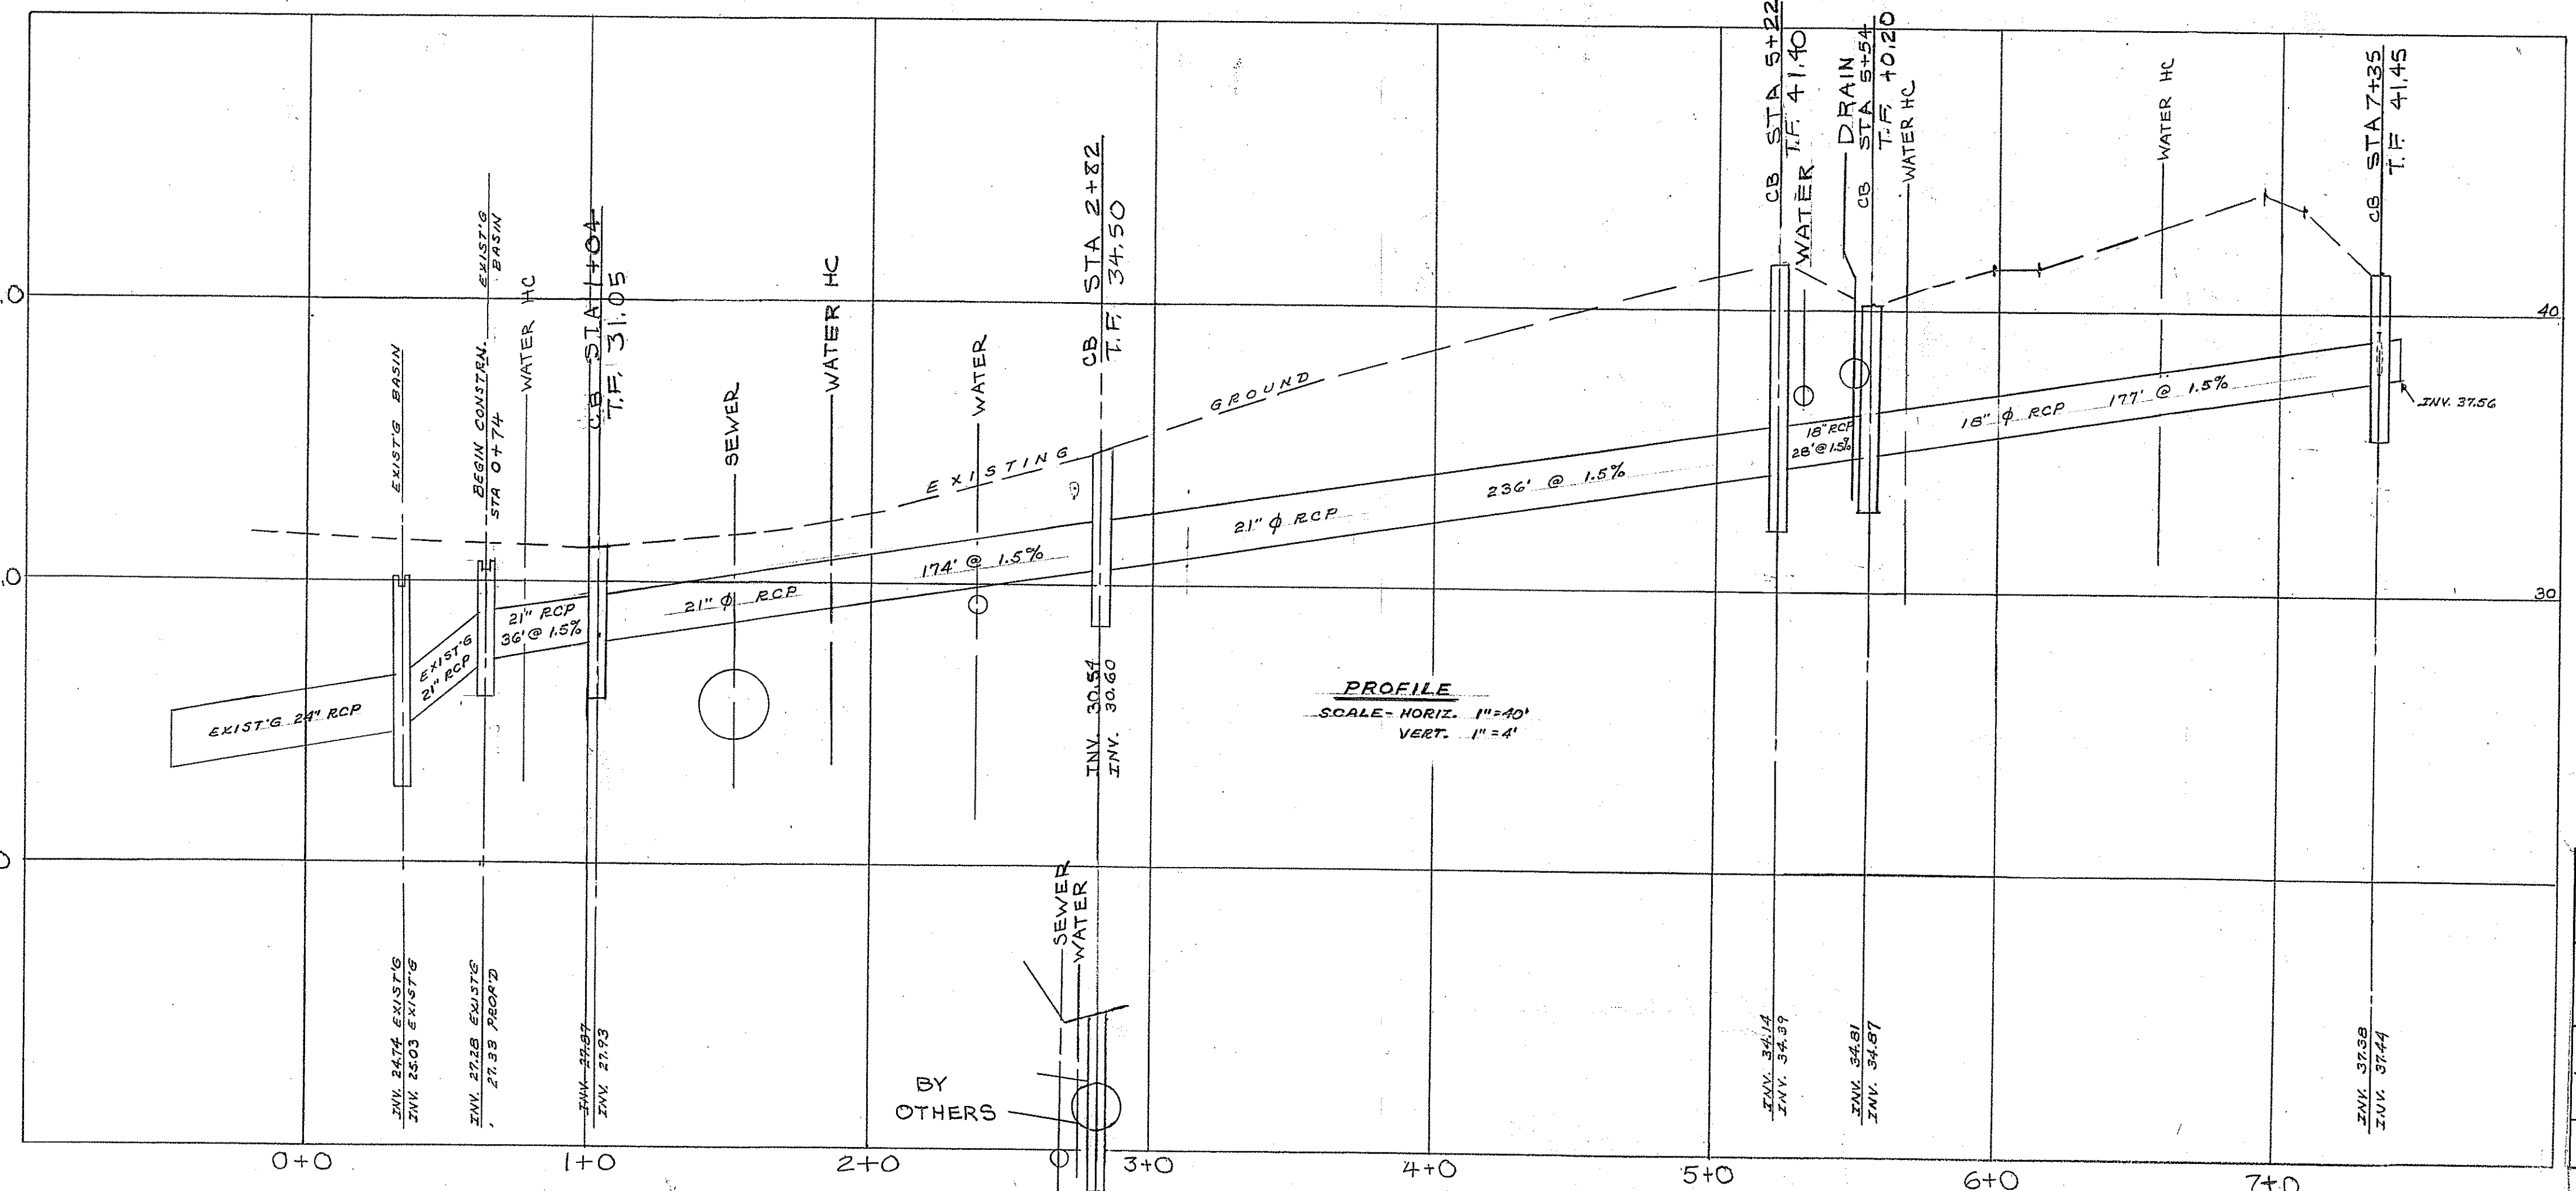 EXIST'G BASIN
EXIST'G
BASIN
BEGIN CONSTRN.
STA 0+74
WATER HC
CB STA 1+04
T.F. 31.05
SEWER
WATER HC
WATER
CB STA 2+82
T.F. 34.50
CB STA 5+22
T.F. 41.40
WATER
DRAIN
CB STA 5+54
T.F. 40.20
WATER HC
WATER HC
CB STA 7+35
T.F. 41.45
.0
40
EXISTING GROUND
.0
30
EXIST'G 24" RCP
EXIST'G
21" RCP
21" RCP
36' @ 1.5%
21" ϕ RCP
174' @ 1.5%
21" ϕ RCP
236' @ 1.5%
18" RCP
28' @ 1.5%
18" ϕ RCP 177' @ 1.5%
INV. 37.56
INV. 30.54
INV. 30.60
PROFILE
SCALE- HORIZ. 1"=40'
VERT. 1"=4'
0
SEWER
WATER
INV. 24.74 EXIST'G
INV. 25.03 EXIST'G
INV. 27.28 EXIST'G
27.33 PROP'D
INV. 27.87
INV. 27.93
BY
OTHERS
INV. 34.14
INV. 34.39
INV. 34.81
INV. 34.87
INV. 37.38
INV. 37.44
0+0
1+0
2+0
3+0
4+0
5+0
6+0
7+0